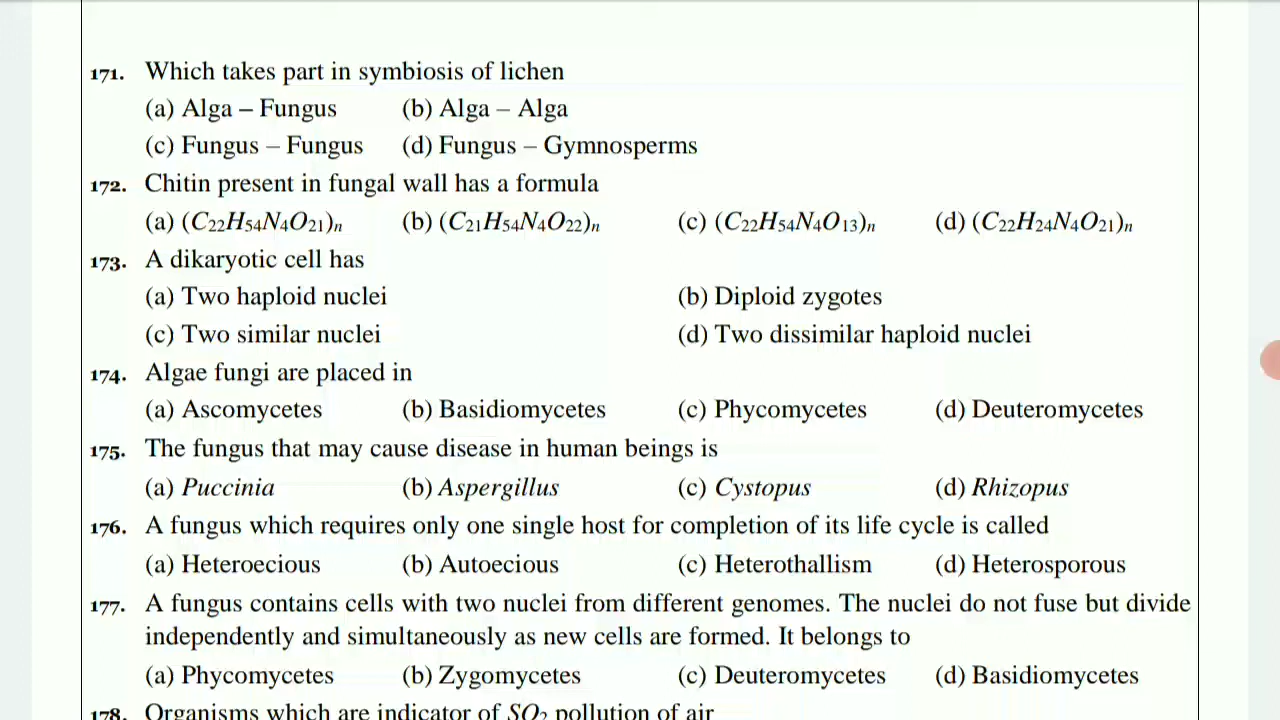 171. Which takes part in symbiosis of lichen
(a) Alga – Fungus (b) Alga – Alga
(c) Fungus – Fungus (d) Fungus – Gymnosperms
172. Chitin present in fungal wall has a formula
(a) (C22H54N4O21)n (b) (C21H54N4O22)n (c) (C22H54N4O13)n (d) (C22H24N4O21)n
173. A dikaryotic cell has
(a) Two haploid nuclei (b) Diploid zygotes
(c) Two similar nuclei (d) Two dissimilar haploid nuclei
174. Algae fungi are placed in
(a) Ascomycetes (b) Basidiomycetes (c) Phycomycetes (d) Deuteromycetes
175. The fungus that may cause disease in human beings is
(a) Puccinia (b) Aspergillus (c) Cystopus (d) Rhizopus
176. A fungus which requires only one single host for completion of its life cycle is called
(a) Heteroecious (b) Autoecious (c) Heterothallism (d) Heterosporous
177. A fungus contains cells with two nuclei from different genomes. The nuclei do not fuse but divide
independently and simultaneously as new cells are formed. It belongs to
(a) Phycomycetes (b) Zygomycetes (c) Deuteromycetes (d) Basidiomycetes
178. Organisms which are indicator of SO2 pollution of air